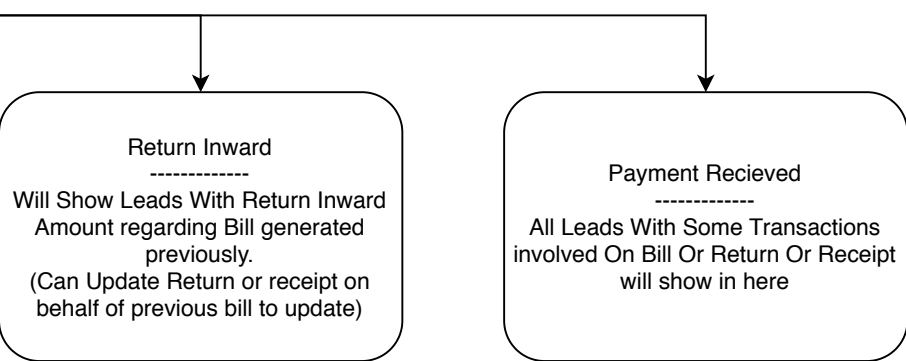 Return Inward
-------------
Will Show Leads With Return Inward
Amount regarding Bill generated
previously.
(Can Update Return or receipt on
behalf of previous bill to update)
Payment Recieved
-------------
All Leads With Some Transactions
involved On Bill Or Return Or Receipt
will show in here